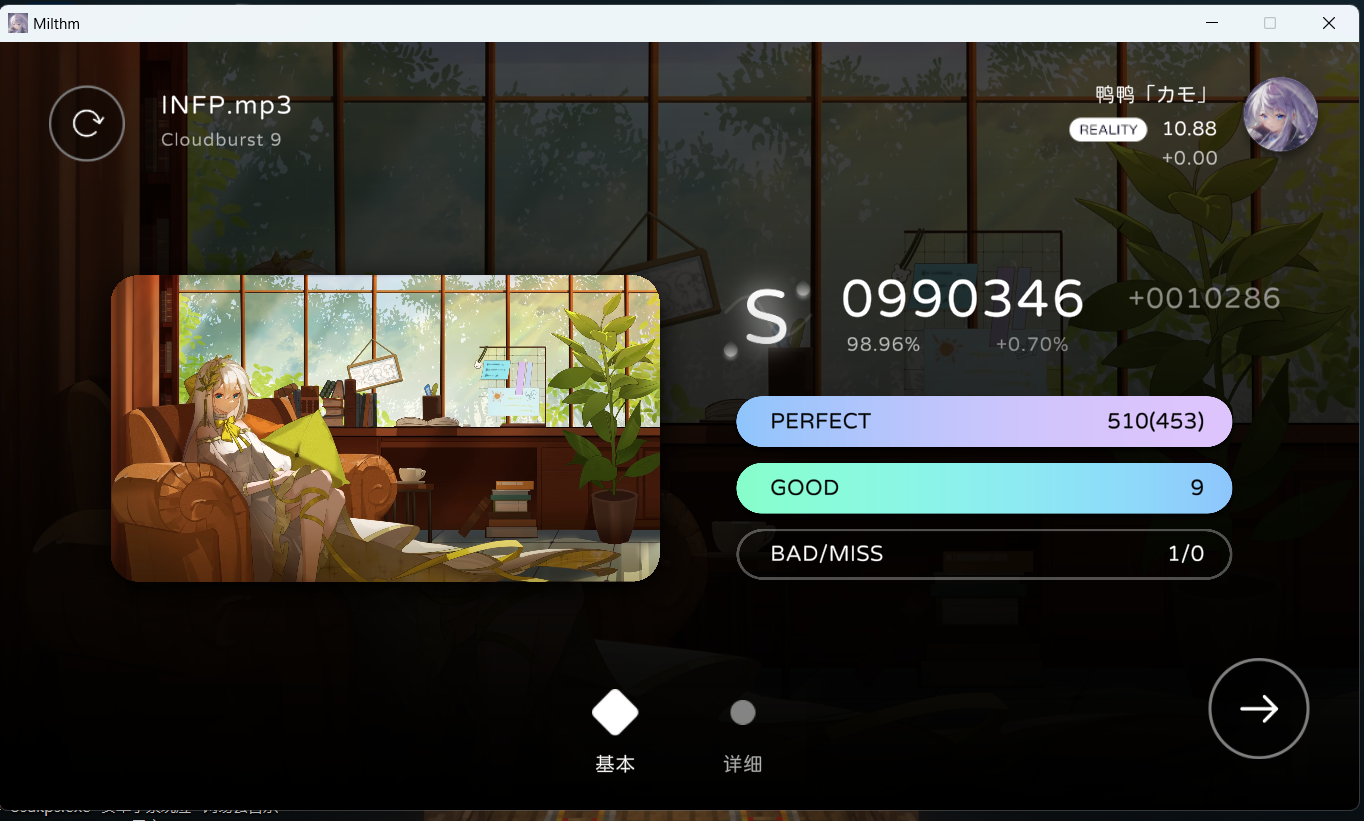 Milthm
INFP.mp3
Cloudburst 9
鸭鸭「カモ」
REALITY 10.88
+0.00
S 0990346 +0010286
98.96% +0.70%
PERFECT 510(453)
GOOD 9
BAD/MISS 1/0
基本 详细